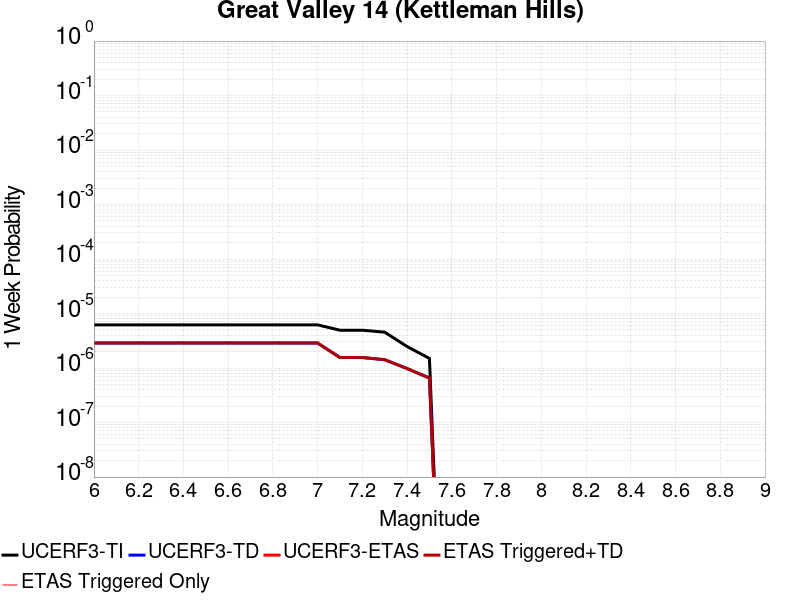 Great Valley 14 (Kettleman Hills)
1 Week Probability
10^0
10^-1
10^-2
10^-3
10^-4
10^-5
10^-6
10^-7
10^-8
6 6.2 6.4 6.6 6.8 7 7.2 7.4 7.6 7.8 8 8.2 8.4 8.6 8.8 9
Magnitude
UCERF3-TI UCERF3-TD UCERF3-ETAS ETAS Triggered+TD
ETAS Triggered Only